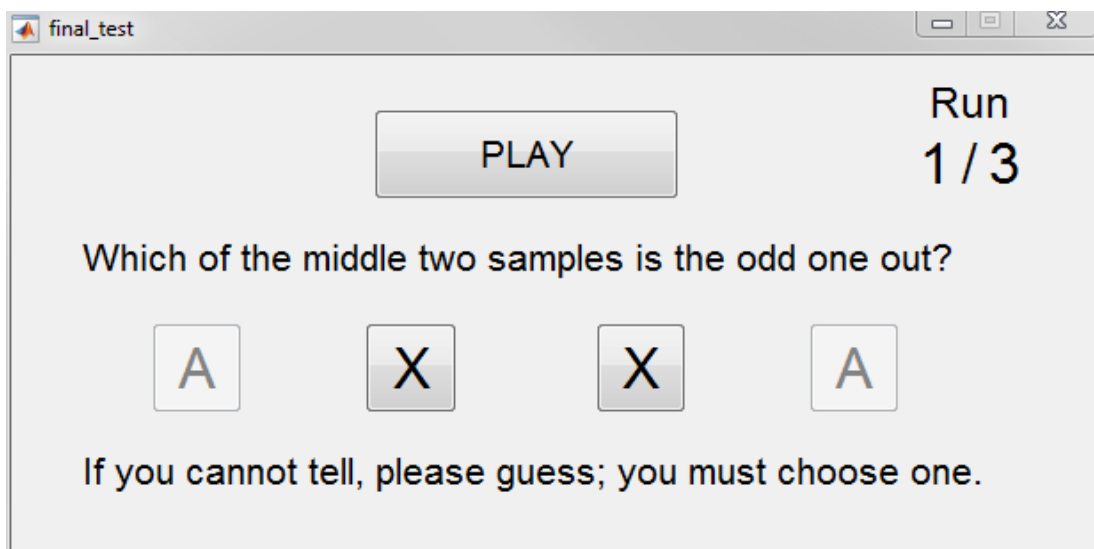 final_test
Run
PLAY
1 / 3
Which of the middle two samples is the odd one out?
A X X A
If you cannot tell, please guess; you must choose one.